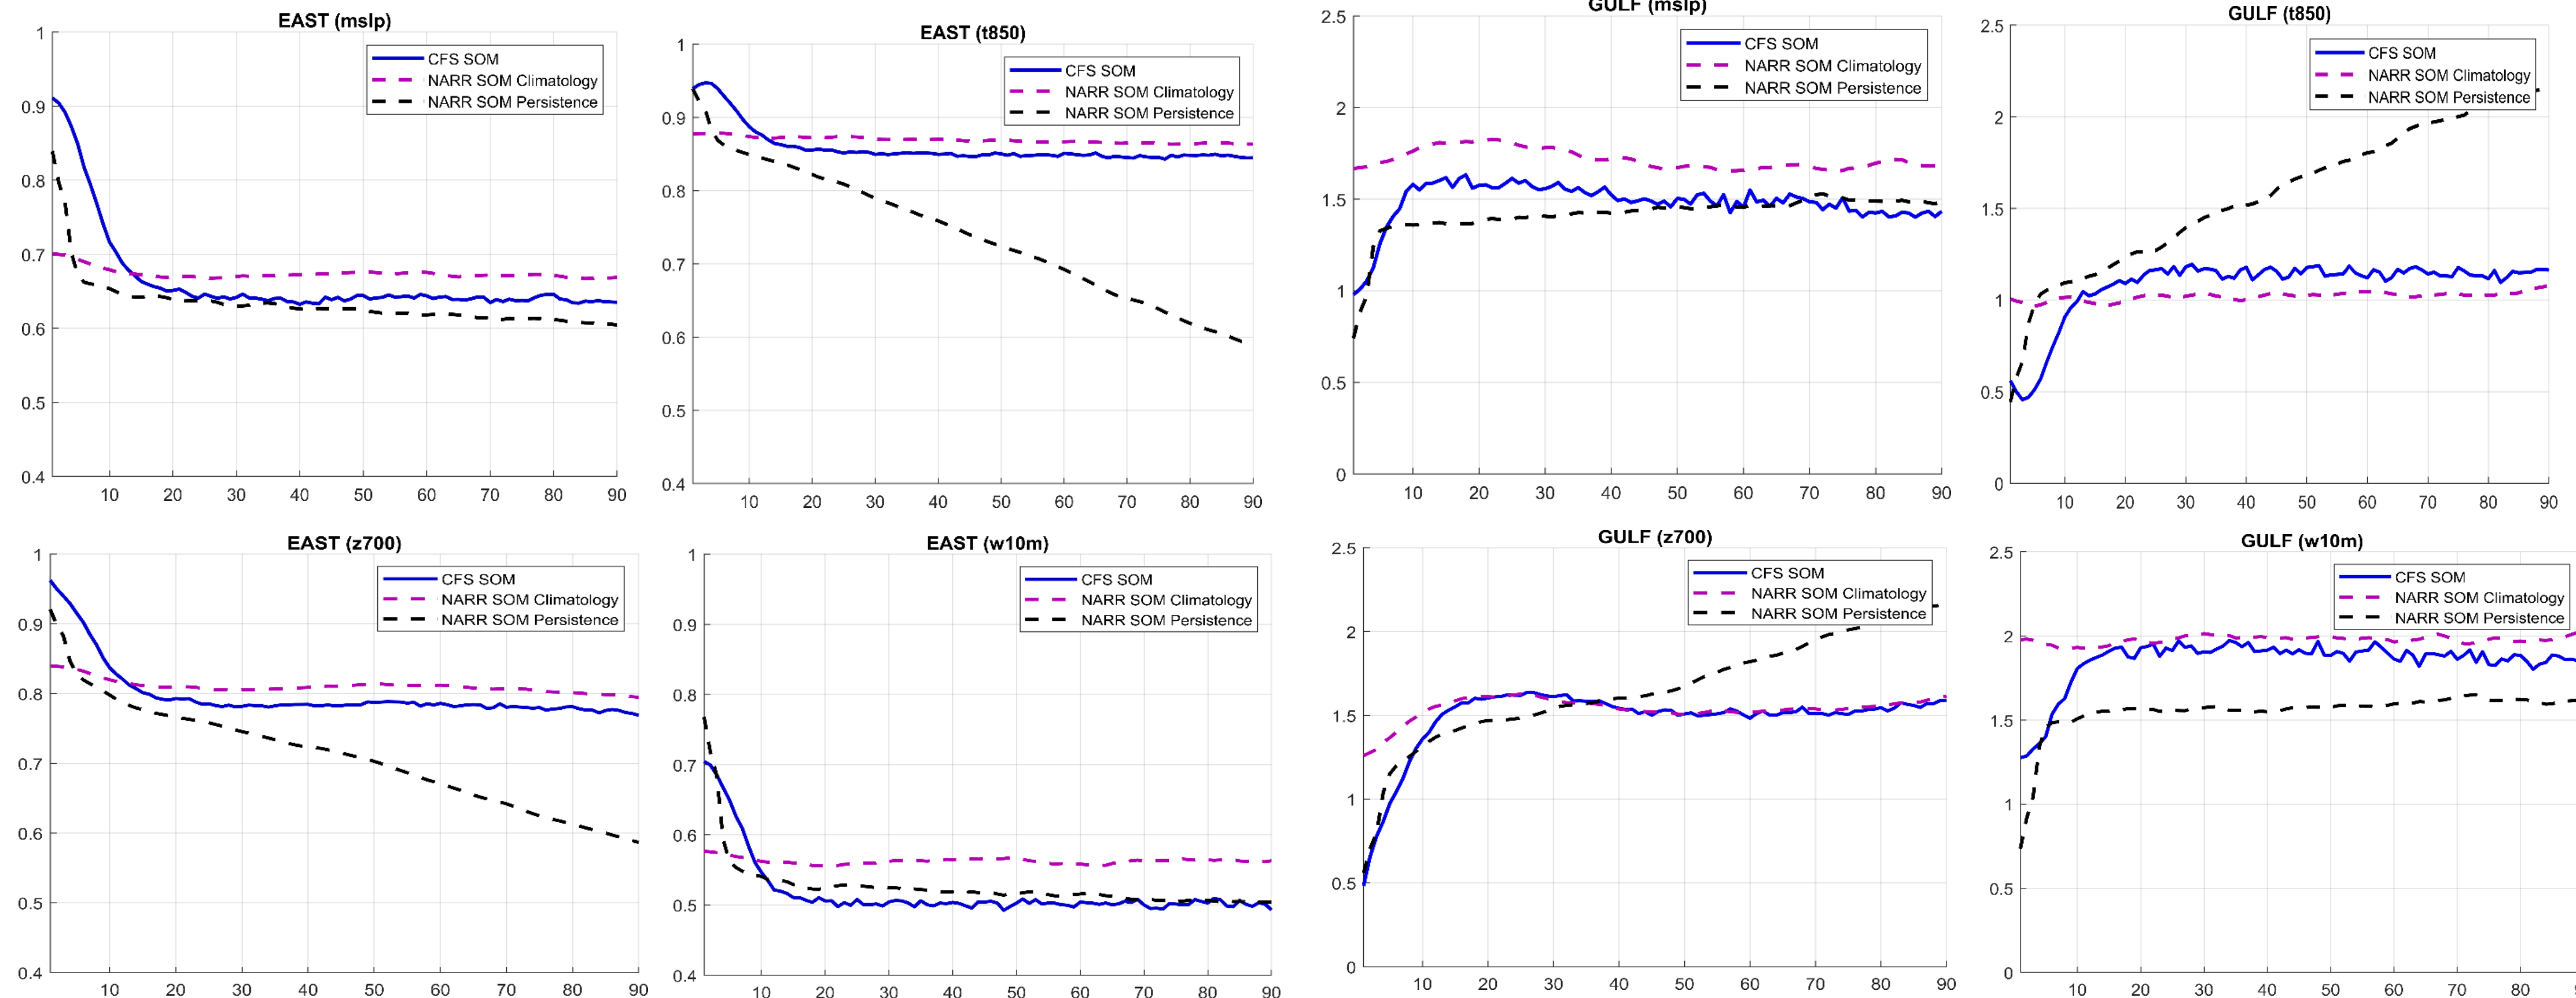 EAST (mslp)
CFS SOM
NARR SOM Climatology
NARR SOM Persistence
1
0.9
0.8
0.7
0.6
0.5
0.4
10 20 30 40 50 60 70 80 90
EAST (t850)
CFS SOM
NARR SOM Climatology
NARR SOM Persistence
1
0.9
0.8
0.7
0.6
0.5
0.4
10 20 30 40 50 60 70 80 90
GULF (mslp)
CFS SOM
NARR SOM Climatology
NARR SOM Persistence
2.5
2
1.5
1
0.5
0
10 20 30 40 50 60 70 80 90
GULF (t850)
CFS SOM
NARR SOM Climatology
NARR SOM Persistence
2.5
2
1.5
1
0.5
0
10 20 30 40 50 60 70 80 90
EAST (z700)
CFS SOM
NARR SOM Climatology
NARR SOM Persistence
1
0.9
0.8
0.7
0.6
0.5
0.4
10 20 30 40 50 60 70 80 90
EAST (w10m)
CFS SOM
NARR SOM Climatology
NARR SOM Persistence
1
0.9
0.8
0.7
0.6
0.5
0.4
10 20 30 40 50 60 70 80 90
GULF (z700)
CFS SOM
NARR SOM Climatology
NARR SOM Persistence
2.5
2
1.5
1
0.5
0
10 20 30 40 50 60 70 80 90
GULF (w10m)
CFS SOM
NARR SOM Climatology
NARR SOM Persistence
2.5
2
1.5
1
0.5
0
10 20 30 40 50 60 70 80